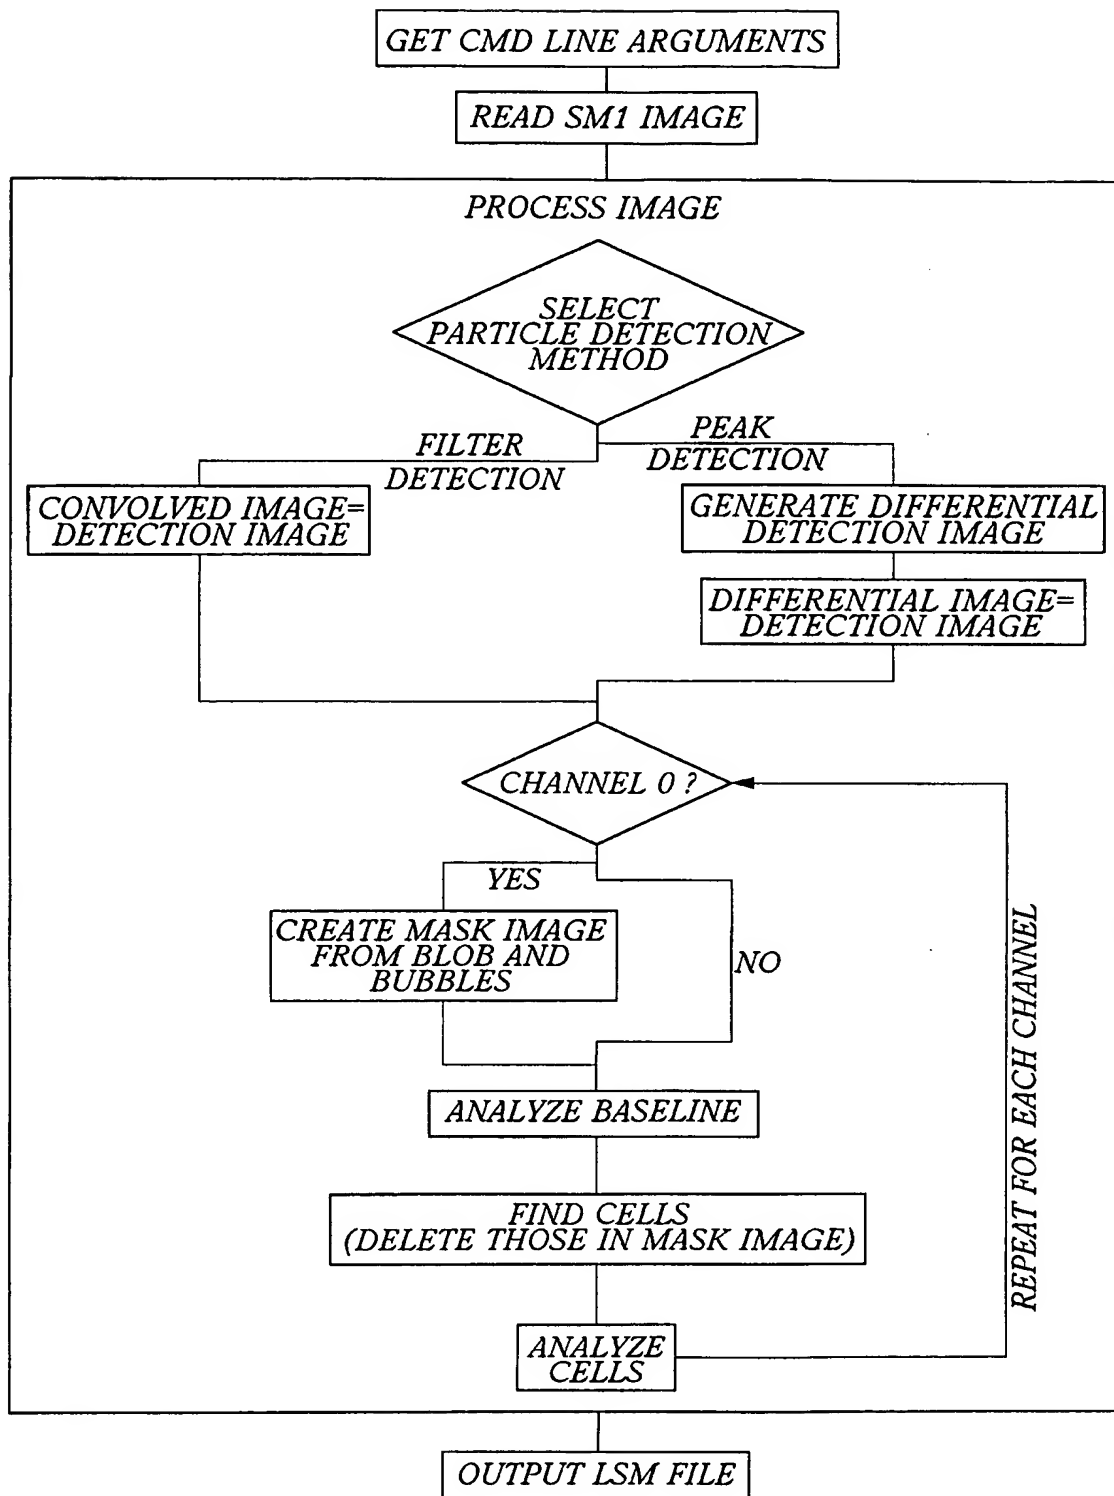 GET CMD LINE ARGUMENTS
READ SM1 IMAGE
PROCESS IMAGE
SELECT
PARTICLE DETECTION
METHOD
FILTER
DETECTION
PEAK
DETECTION
CONVOLVED IMAGE=
DETECTION IMAGE
GENERATE DIFFERENTIAL
DETECTION IMAGE
DIFFERENTIAL IMAGE=
DETECTION IMAGE
CHANNEL 0 ?
YES
NO
CREATE MASK IMAGE
FROM BLOB AND
BUBBLES
REPEAT FOR EACH CHANNEL
ANALYZE BASELINE
FIND CELLS
(DELETE THOSE IN MASK IMAGE)
ANALYZE
CELLS
OUTPUT LSM FILE